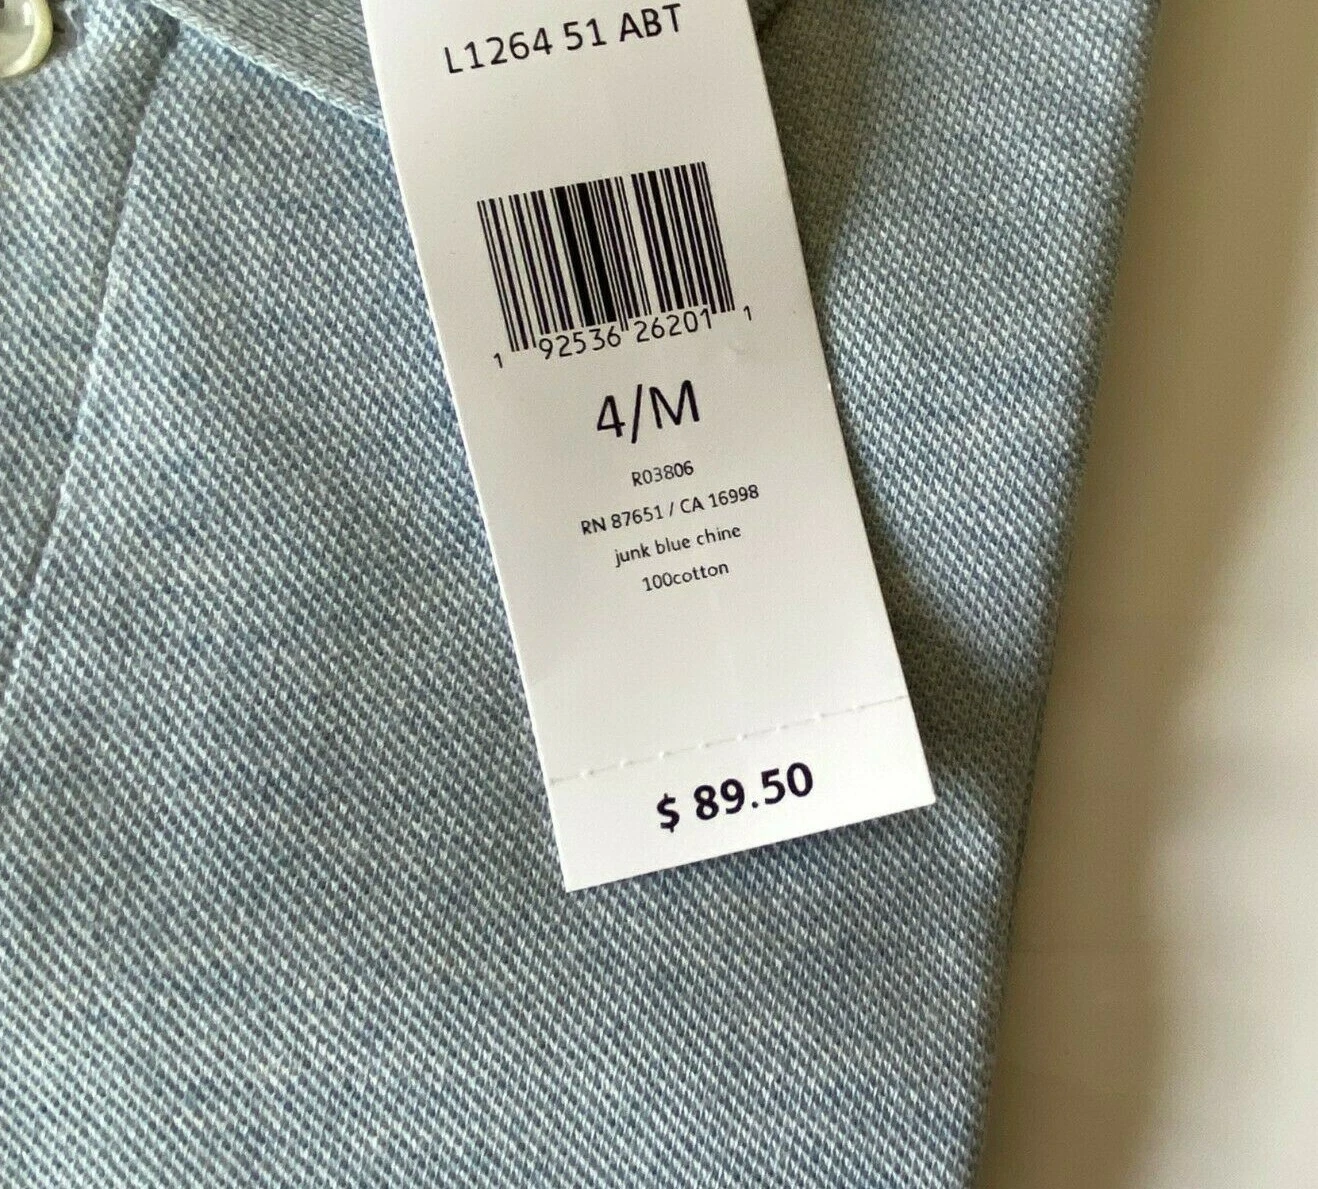 L1264 51 ABT
1 92536 26201 1
4/M
R03806
RN 87651 / CA 16998
junk blue chine
100cotton
$ 89.50